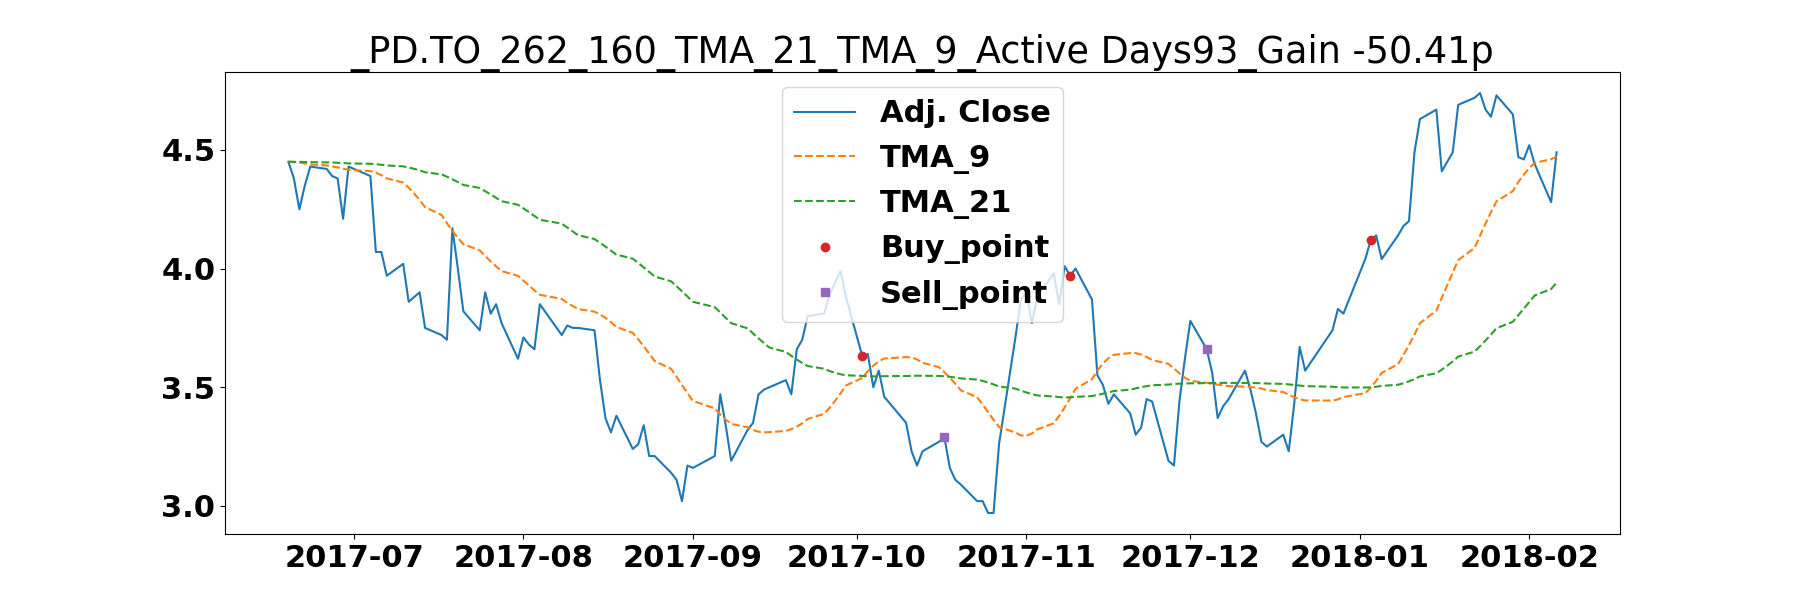 _PD.TO_262_160_TMA_21_TMA_9_Active Days93_Gain -50.41p
Adj. Close
TMA_9
TMA_21
Buy_point
Sell_point
4.5
4.0
3.5
3.0
2017-07 2017-08 2017-09 2017-10 2017-11 2017-12 2018-01 2018-02